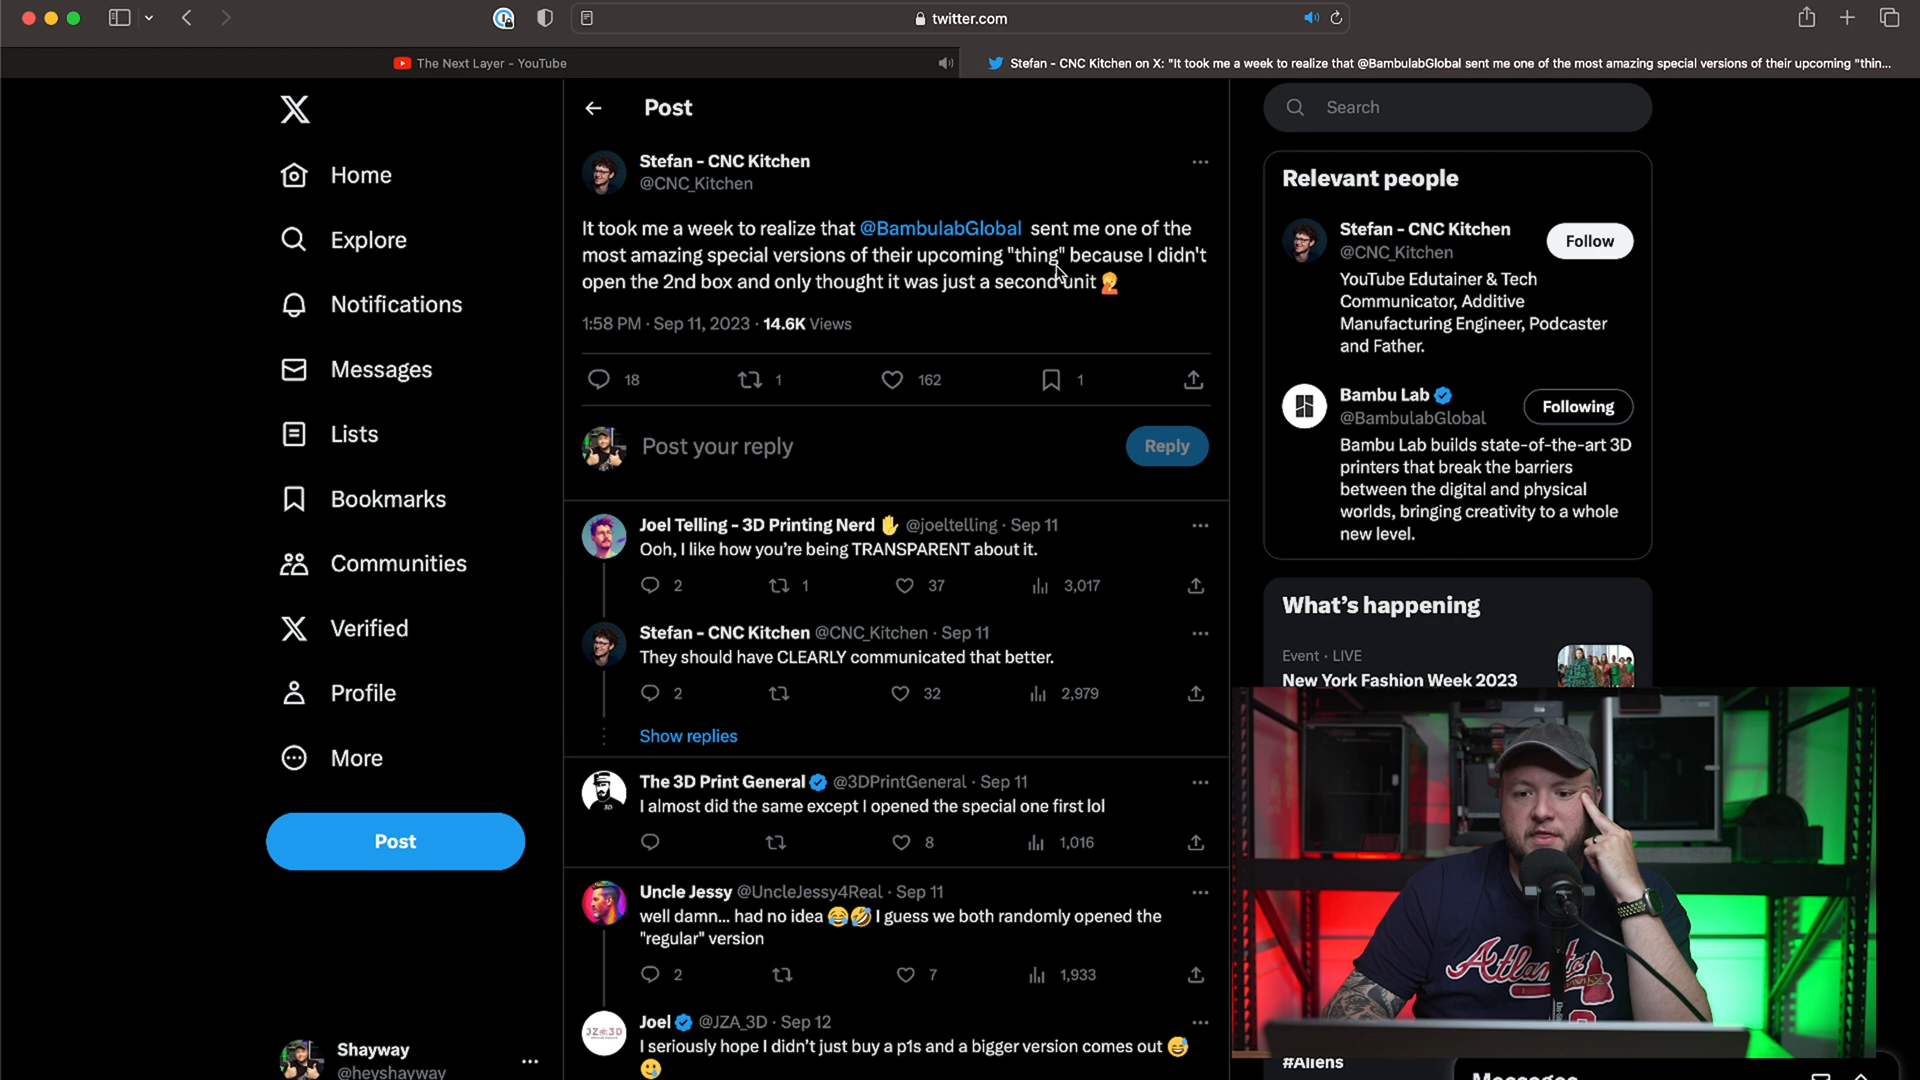 twitter.com
The Next Layer - YouTube
Stefan - CNC Kitchen on X: "It took me a week to realize that @BambulabGlobal sent me one of the most amazing special versions of their upcoming "thin...
Home
Explore
Notifications
Messages
Lists
Bookmarks
Communities
Verified
Profile
More
Post
Shayway
@heyshayway
Post
Stefan - CNC Kitchen
@CNC_Kitchen
It took me a week to realize that @BambulabGlobal sent me one of the
most amazing special versions of their upcoming "thing" because I didn't
open the 2nd box and only thought it was just a second unit 🤦
1:58 PM · Sep 11, 2023 · 14.6K Views
18 1 162 1
Post your reply
Reply
Joel Telling - 3D Printing Nerd ✋ @joeltelling · Sep 11
Ooh, I like how you're being TRANSPARENT about it.
2 1 37 3,017
Stefan - CNC Kitchen @CNC_Kitchen · Sep 11
They should have CLEARLY communicated that better.
2 32 2,979
Show replies
The 3D Print General @3DPrintGeneral · Sep 11
I almost did the same except I opened the special one first lol
8 1,016
Uncle Jessy @UncleJessy4Real · Sep 11
well damn... had no idea 😂🤣 I guess we both randomly opened the
"regular" version
2 7 1,933
JZ 3D
Joel @JZA_3D · Sep 12
I seriously hope I didn't just buy a p1s and a bigger version comes out 😅
🥲
Search
Relevant people
Stefan - CNC Kitchen
@CNC_Kitchen
Follow
YouTube Edutainer & Tech
Communicator, Additive
Manufacturing Engineer, Podcaster
and Father.
Bambu Lab
@BambulabGlobal
Following
Bambu Lab builds state-of-the-art 3D
printers that break the barriers
between the digital and physical
worlds, bringing creativity to a whole
new level.
What's happening
Event · LIVE
New York Fashion Week 2023
Atlanta
#Aliens
Messages